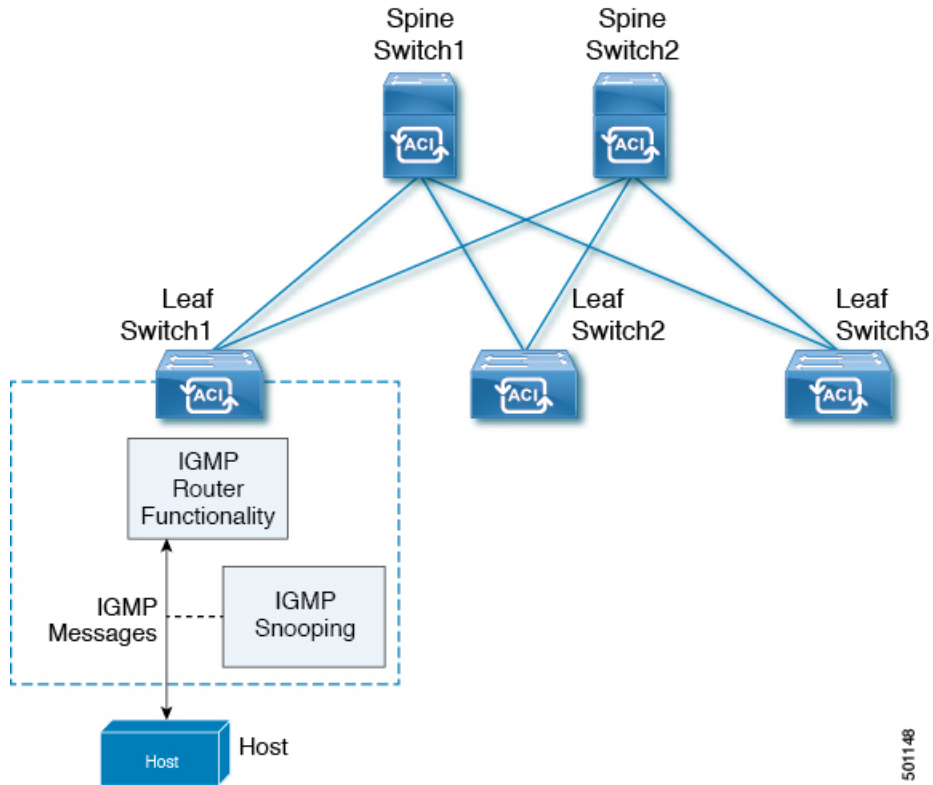 Spine
Switch1
Spine
Switch2
ACI
ACI
Leaf
Switch1
Leaf
Switch2
Leaf
Switch3
ACI
ACI
ACI
IGMP
Router
Functionality
IGMP
Messages
IGMP
Snooping
Host
Host
501148